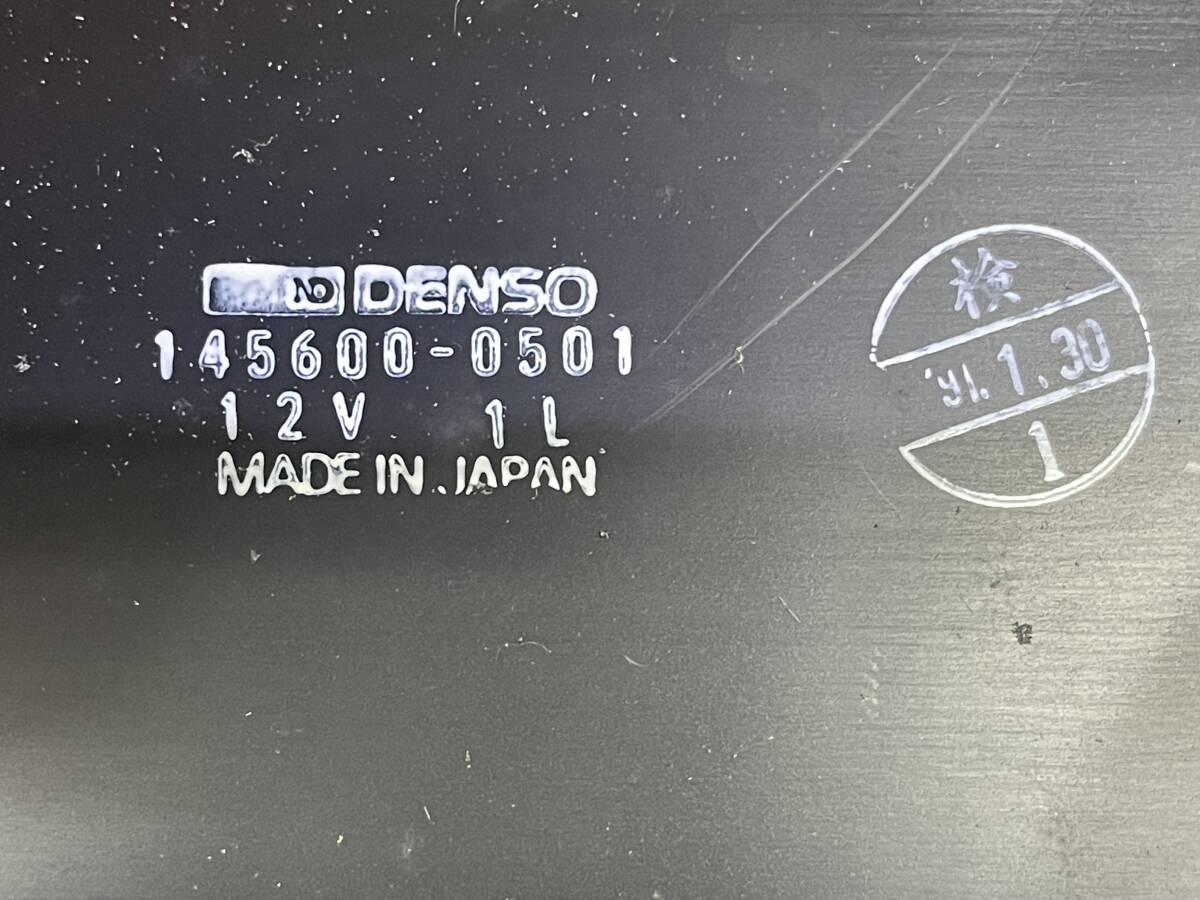 ND DENSO
145600-0501
12V 1L
MADE IN JAPAN
検
'91.1.30
1